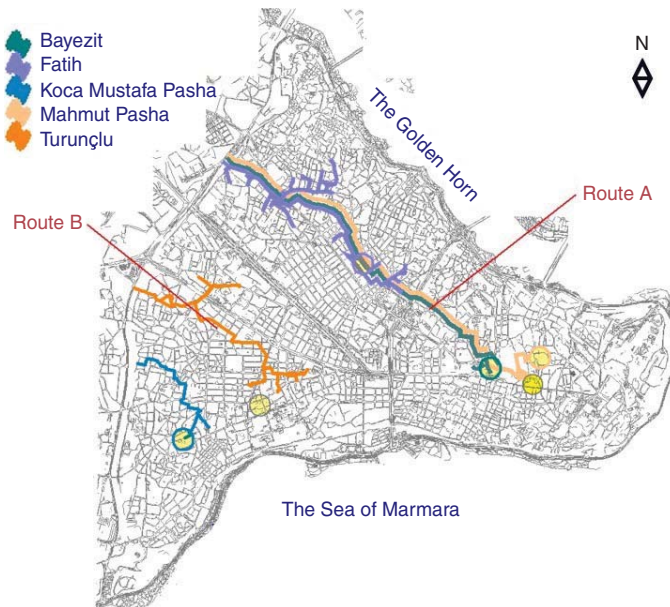 Bayezit
Fatih
Koca Mustafa Pasha
Mahmut Pasha
Turunçlu
N
The Golden Horn
Route A
Route B
The Sea of Marmara